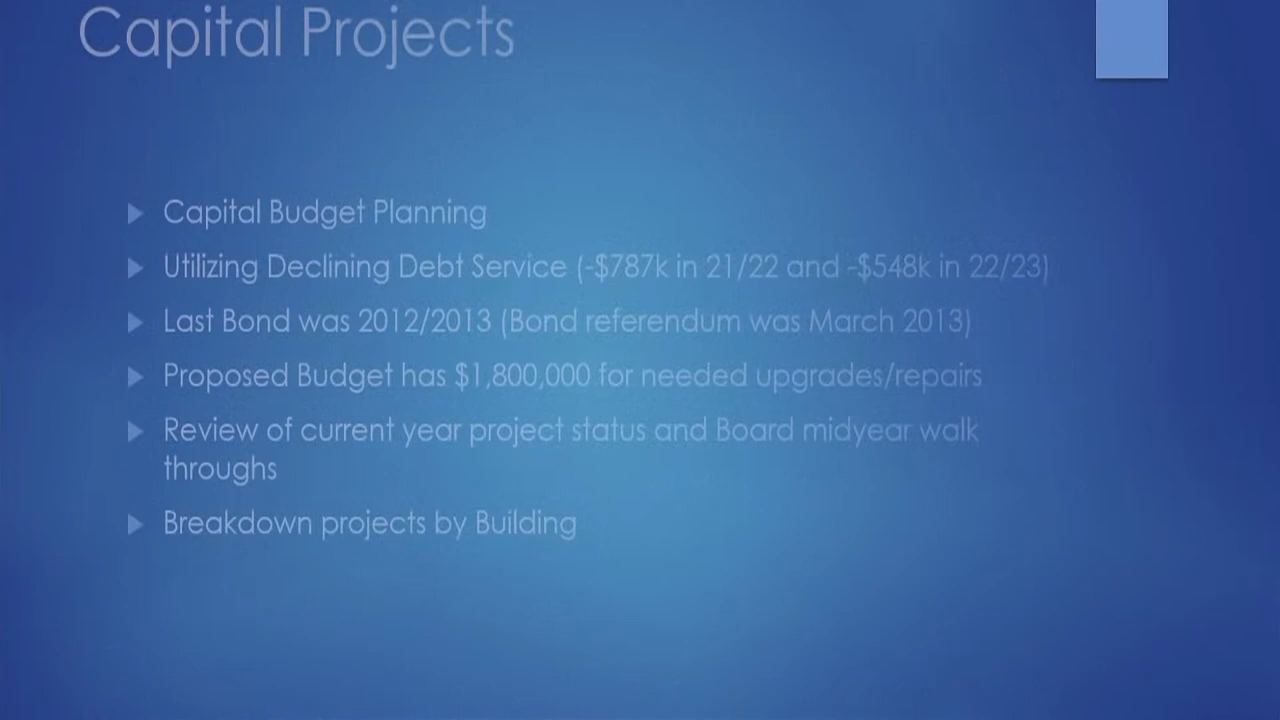 Capital Projects
Capital Budget Planning
Utilizing Declining Debt Service (-$787k in 21/22 and -$548k in 22/23)
Last Bond was 2012/2013 (Bond referendum was March 2013)
Proposed Budget has $1,800,000 for needed upgrades/repairs
Review of current year project status and Board midyear walk
throughs
Breakdown projects by Building